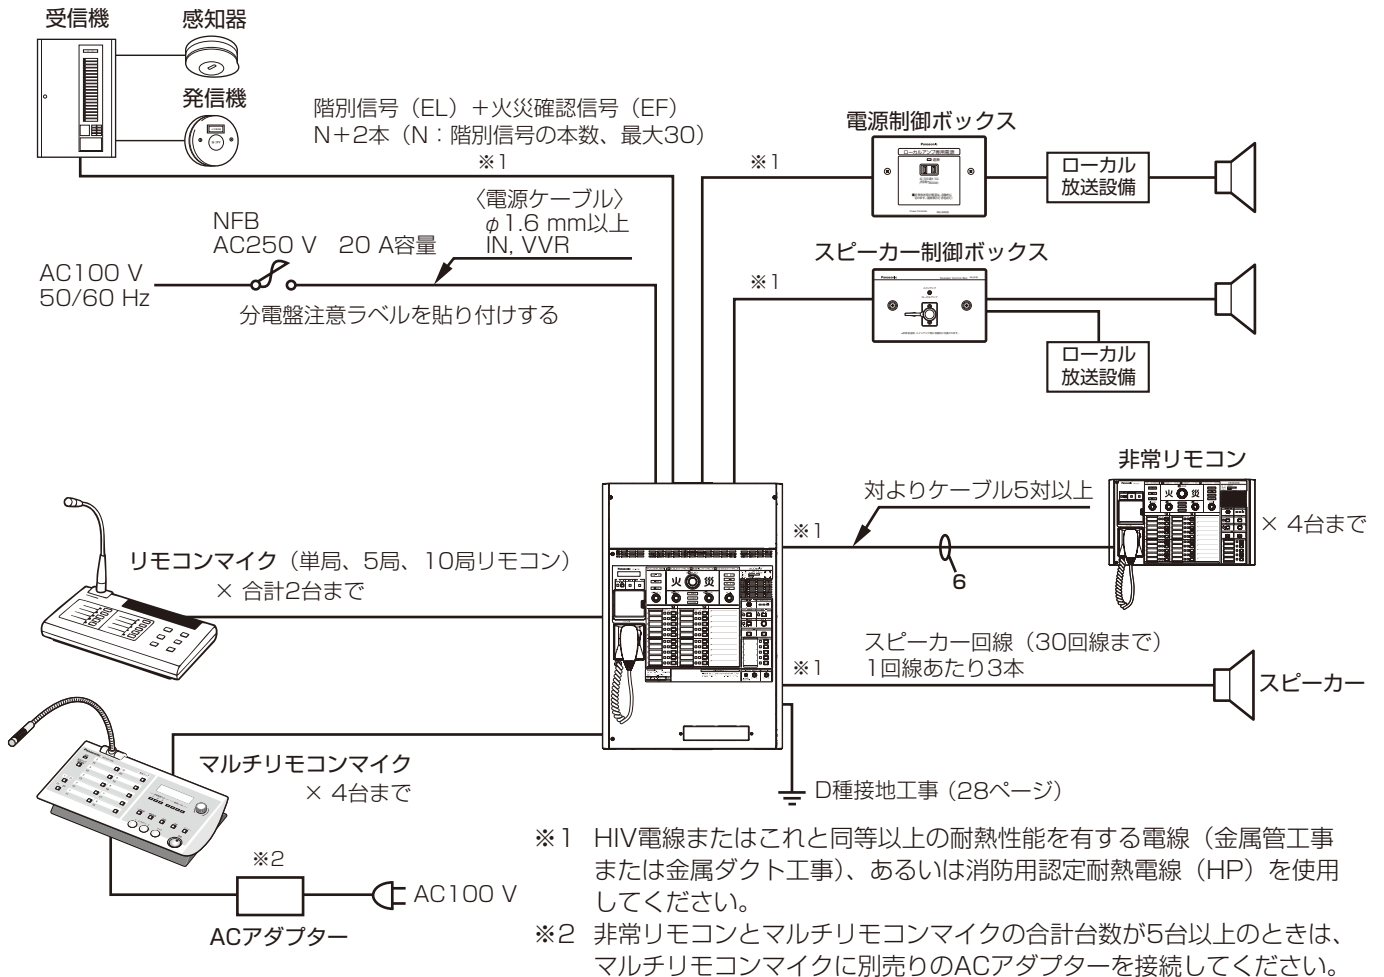 受信機
感知器
発信機
階別信号（EL）＋火災確認信号（EF）
N＋2本（N：階別信号の本数、最大30）
※1
〈電源ケーブル〉
φ1.6 mm以上
IN, VVR
NFB
AC250 V　20 A容量
AC100 V
50/60 Hz
分電盤注意ラベルを貼り付けする
電源制御ボックス
※1
Panasonic
ローカルアンプ専用電源
ローカル
放送設備
スピーカー制御ボックス
※1
Panasonic
ローカル
放送設備
非常リモコン
対よりケーブル5対以上
※1
火 災
× 4台まで
6
リモコンマイク（単局、5局、10局リモコン）
× 合計2台まで
火 災
スピーカー回線（30回線まで）
※1
1回線あたり3本
スピーカー
マルチリモコンマイク
× 4台まで
D種接地工事（28ページ）
※2
AC100 V
ACアダプター
※1 HIV電線またはこれと同等以上の耐熱性能を有する電線（金属管工事
または金属ダクト工事）、あるいは消防用認定耐熱電線（HP）を使用
してください。
※2 非常リモコンとマルチリモコンマイクの合計台数が5台以上のときは、
マルチリモコンマイクに別売りのACアダプターを接続してください。